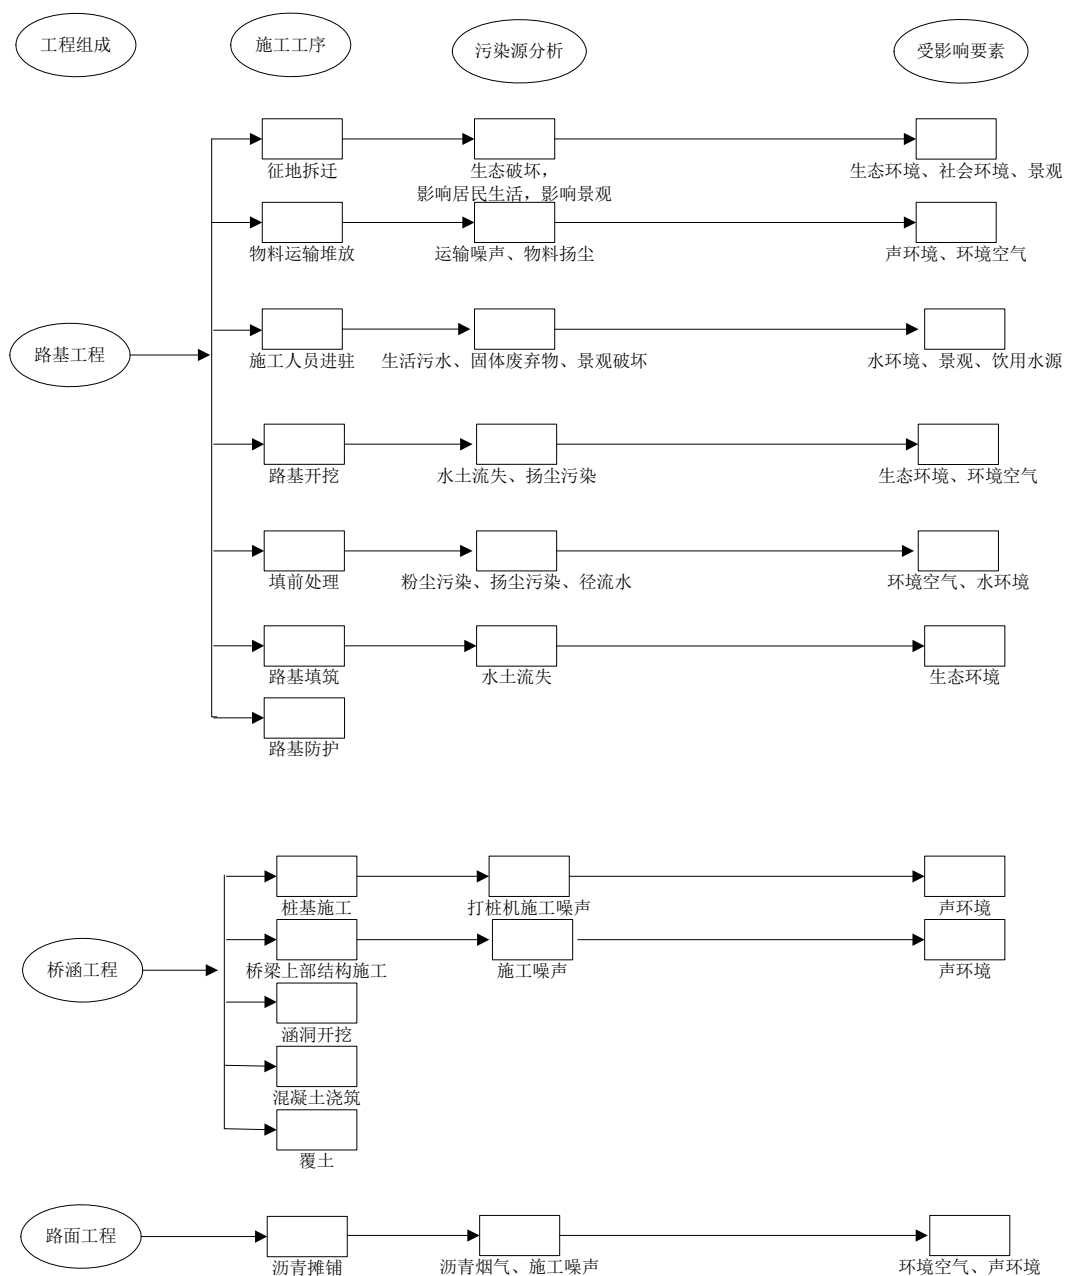 工程组成
施工工序
污染源分析
受影响要素
征地拆迁
生态破坏，
影响居民生活，影响景观
生态环境、社会环境、景观
物料运输堆放
运输噪声、物料扬尘
声环境、环境空气
路基工程
施工人员进驻
生活污水、固体废弃物、景观破坏
水环境、景观、饮用水源
路基开挖
水土流失、扬尘污染
生态环境、环境空气
填前处理
粉尘污染、扬尘污染、径流水
环境空气、水环境
路基填筑
水土流失
生态环境
路基防护
桩基施工
打桩机施工噪声
声环境
桥涵工程
桥梁上部结构施工
施工噪声
声环境
涵洞开挖
混凝土浇筑
覆土
路面工程
沥青摊铺
沥青烟气、施工噪声
环境空气、声环境